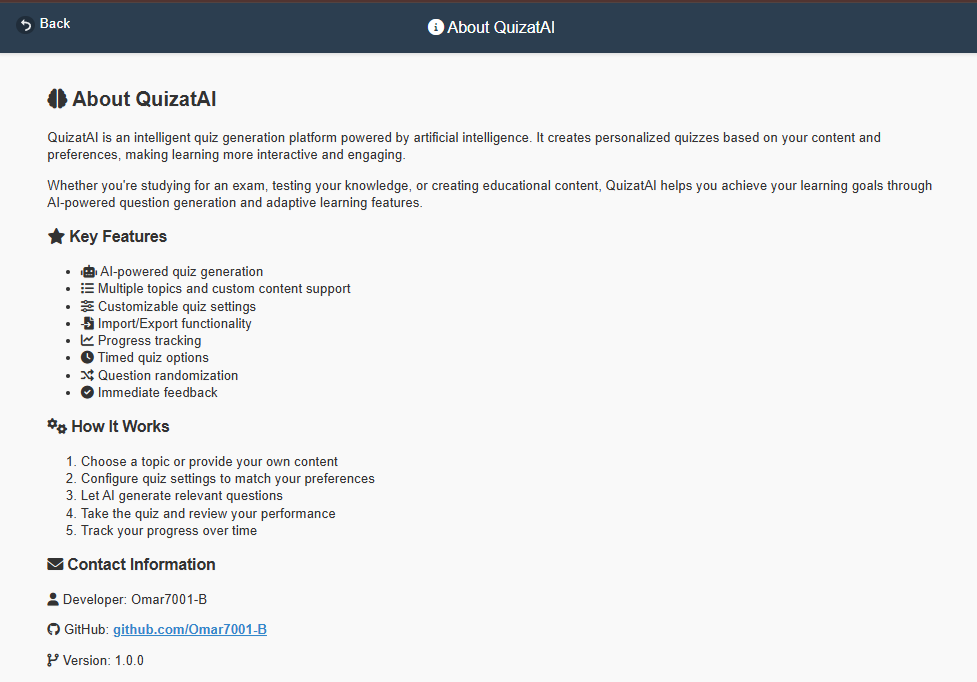 Back
About QuizatAI
About QuizatAI
QuizatAI is an intelligent quiz generation platform powered by artificial intelligence. It creates personalized quizzes based on your content and
preferences, making learning more interactive and engaging.
Whether you're studying for an exam, testing your knowledge, or creating educational content, QuizatAI helps you achieve your learning goals through
AI-powered question generation and adaptive learning features.
Key Features
• AI-powered quiz generation
• Multiple topics and custom content support
• Customizable quiz settings
• Import/Export functionality
• Progress tracking
• Timed quiz options
• Question randomization
• Immediate feedback
How It Works
1. Choose a topic or provide your own content
2. Configure quiz settings to match your preferences
3. Let AI generate relevant questions
4. Take the quiz and review your performance
5. Track your progress over time
Contact Information
Developer: Omar7001-B
GitHub: github.com/Omar7001-B
Version: 1.0.0